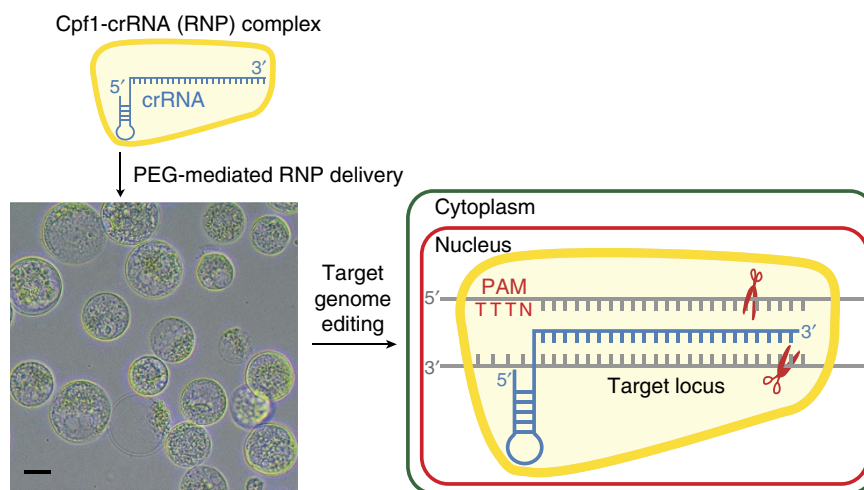 Cpf1-crRNA (RNP) complex
5′
3′
crRNA
PEG-mediated RNP delivery
Target
genome
editing
Cytoplasm
Nucleus
PAM
5′
TTTN
3′
3′
5′
Target locus